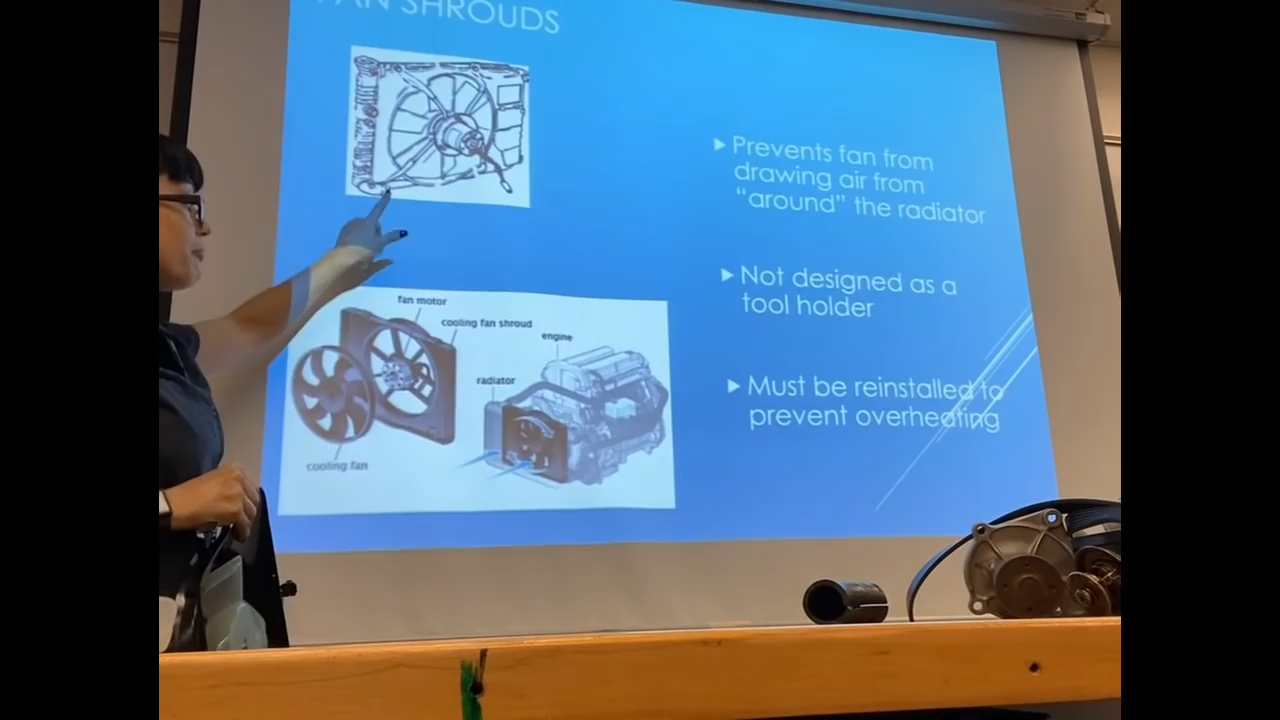 FAN SHROUDS
▶ Prevents fan from
drawing air from
“around” the radiator
▶ Not designed as a
tool holder
▶ Must be reinstalled to
prevent overheating
fan motor
cooling fan shroud
engine
radiator
cooling fan